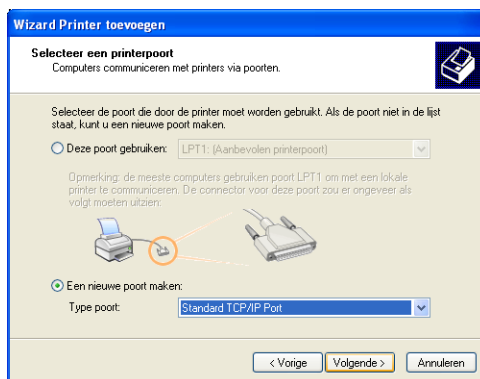 Wizard Printer toevoegen
Selecteer een printerpoort
Computers communiceren met printers via poorten.
Selecteer de poort die door de printer moet worden gebruikt. Als de poort niet in de lijst
staat, kunt u een nieuwe poort maken.
Deze poort gebruiken: LPT1: (Aanbevolen printerpoort)
Opmerking: de meeste computers gebruiken poort LPT1 om met een lokale
printer te communiceren. De connector voor deze poort zou er ongeveer als
volgt moeten uitzien:
Een nieuwe poort maken:
Type poort: Standard TCP/IP Port
< Vorige Volgende > Annuleren